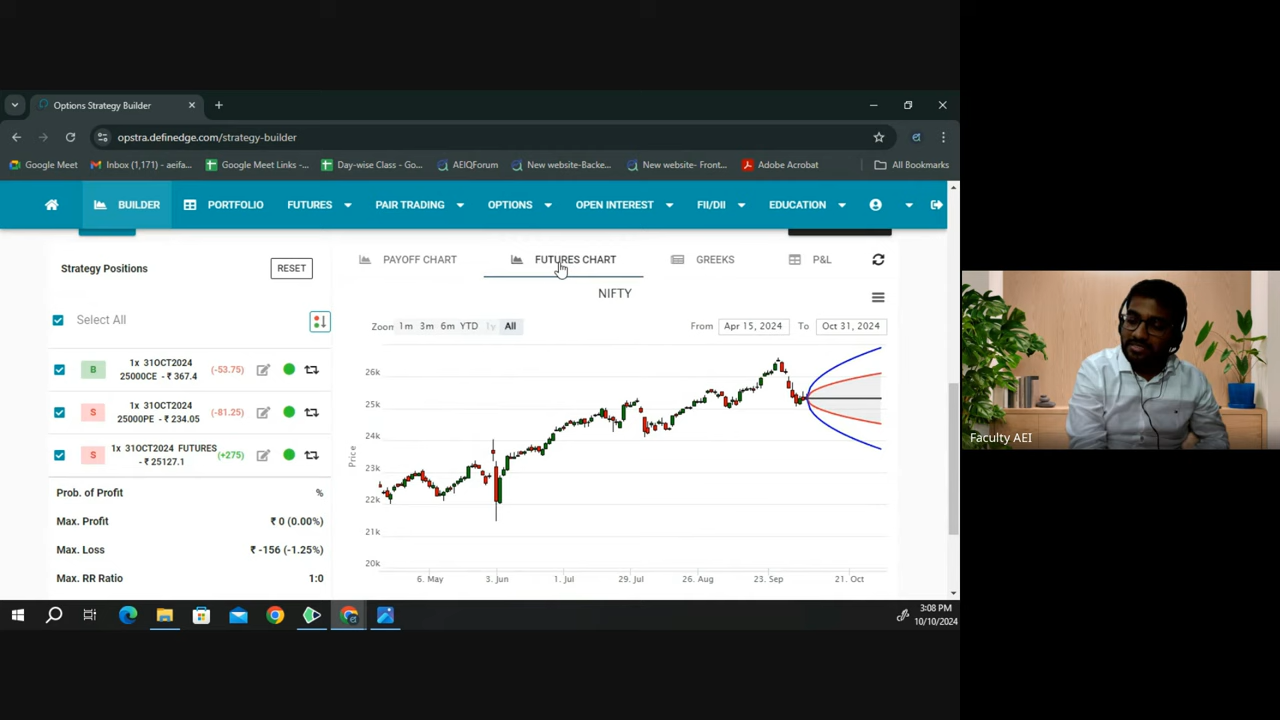 Options Strategy Builder
opstra.definedge.com/strategy-builder
Google Meet
Inbox (1,171) - aeifa...
Google Meet Links -...
Day-wise Class - Go...
AEIQForum
New website-Backe...
New website- Front...
Adobe Acrobat
All Bookmarks
BUILDER
PORTFOLIO
FUTURES
PAIR TRADING
OPTIONS
OPEN INTEREST
FII/DII
EDUCATION
Strategy Positions
RESET
PAYOFF CHART
FUTURES CHART
GREEKS
P&L
NIFTY
Select All
Zoom 1m 3m 6m YTD 1y All
From Apr 15, 2024 To Oct 31, 2024
B 1x 31OCT2024 (-53.75)
25000CE - ₹ 367.4
S 1x 31OCT2024 (-81.25)
25000PE - ₹ 234.05
S 1x 31OCT2024 FUTURES (+275)
- ₹ 25127.1
Prob. of Profit %
Max. Profit ₹ 0 (0.00%)
Max. Loss ₹ -156 (-1.25%)
Max. RR Ratio 1:0
Price
26k
25k
24k
23k
22k
21k
20k
6. May 3. Jun 1. Jul 29. Jul 26. Aug 23. Sep 21. Oct
Faculty AEI
3:08 PM
10/10/2024